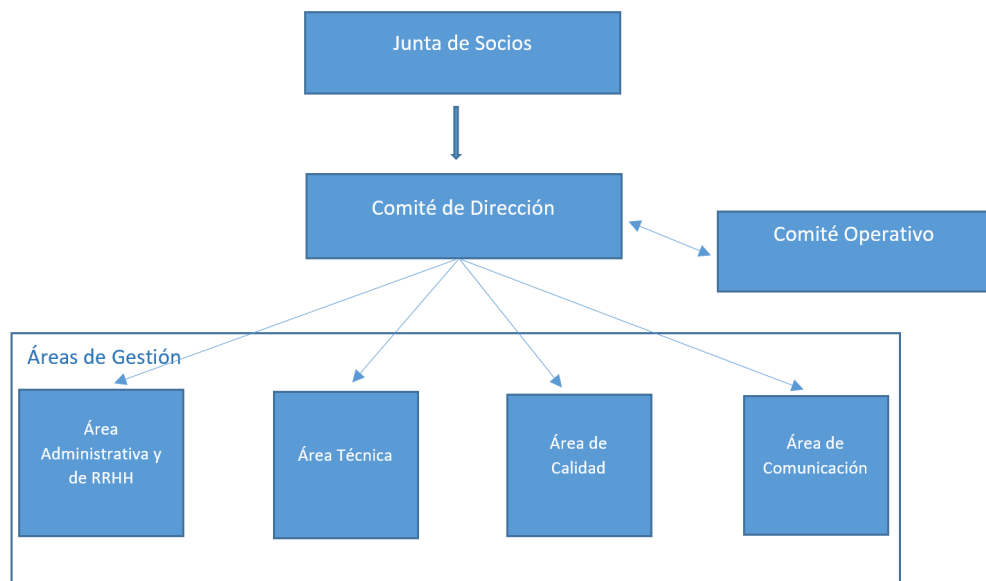 Junta de Socios
Comité de Dirección
Comité Operativo
Áreas de Gestión
Área
Administrativa y
de RRHH
Área Técnica
Área de
Calidad
Área de
Comunicación